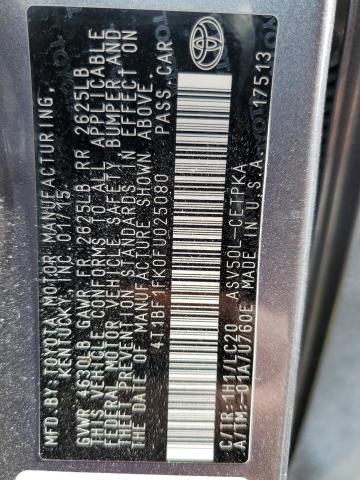 MFD. BY: TOYOTA MOTOR MANUFACTURING,
KENTUCKY, INC. 01/15
GVWR 4630LB GAWR FR 2625LB RR 2625LB
THIS VEHICLE CONFORMS TO ALL APPLICABLE
FEDERAL MOTOR VEHICLE SAFETY, BUMPER, AND
THEFT PREVENTION STANDARDS IN EFFECT ON
THE DATE OF MANUFACTURE SHOWN ABOVE.
4T1BF1FK0FU025080 PASS. CAR
C/TR: 1H1/LC20 ASV50L-CETPKA
A/TM:-01A/U760E MADE IN U.S.A. 17513